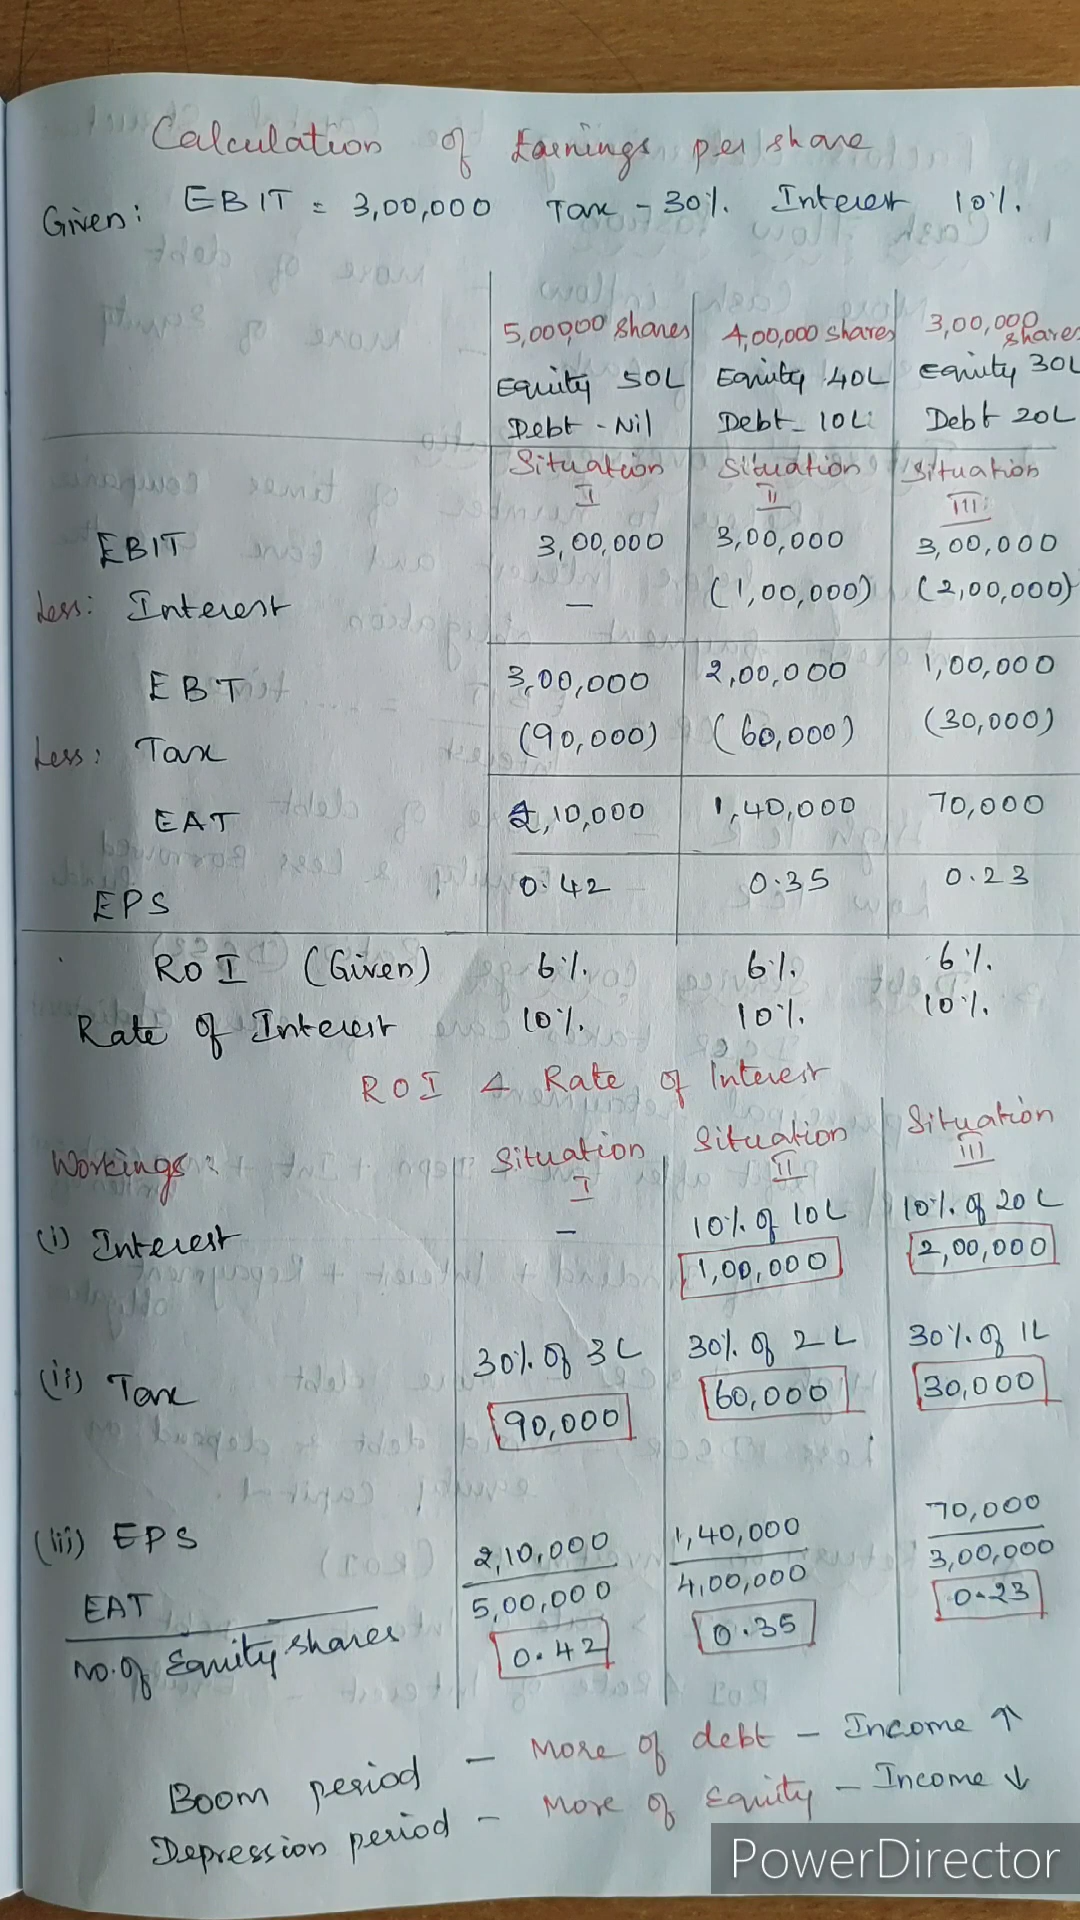 Calculation of Earnings per share
Given: EBIT = 3,00,000 Tax - 30%. Interest 10%.
5,00,000 shares 4,00,000 shares 3,00,000 shares
Equity 50L Equity 40L Equity 30L
Debt - Nil Debt - 10L Debt 20L
Situation I Situation II Situation III
EBIT 3,00,000 3,00,000 3,00,000
Less: Interest — (1,00,000) (2,00,000)
EBT 3,00,000 2,00,000 1,00,000
Less: Tax (90,000) (60,000) (30,000)
EAT 2,10,000 1,40,000 70,000
EPS 0.42 0.35 0.23
ROI (Given) 6%. 6%. 6%.
Rate of Interest 10%. 10%. 10%.
ROI < Rate of Interest
Workings: Situation I Situation II Situation III
(i) Interest — 10% of 10L 10%. of 20L
1,00,000 2,00,000
(ii) Tax 30%. of 3L 30%. of 2L 30%. of 1L
90,000 60,000 30,000
(iii) EPS 2,10,000 1,40,000 70,000
EAT 5,00,000 4,00,000 3,00,000
No. of Equity shares 0.42 0.35 0.23
Boom period — More of debt — Income ↑
Depression period — More of Equity — Income ↓
PowerDirector